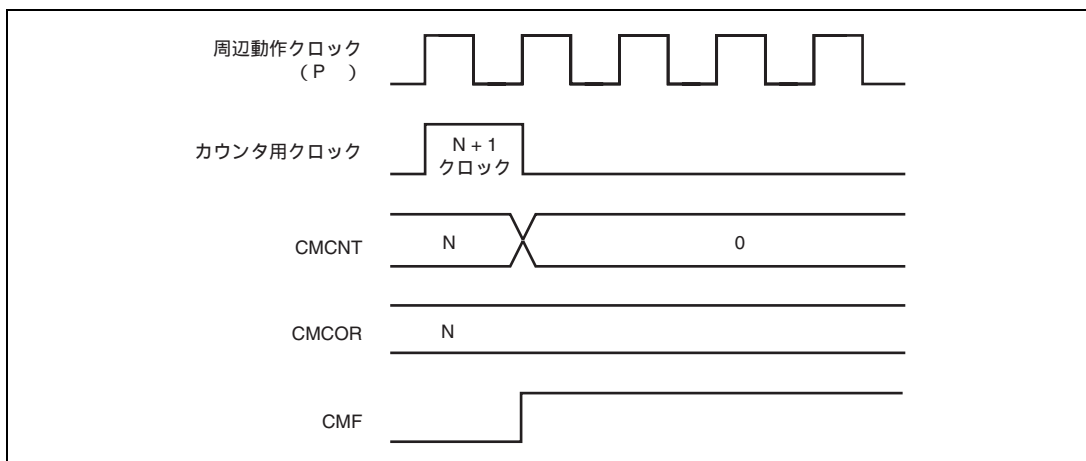 周辺動作クロック
（P　）
カウンタ用クロック
N + 1
クロック
CMCNT
N
0
CMCOR
N
CMF